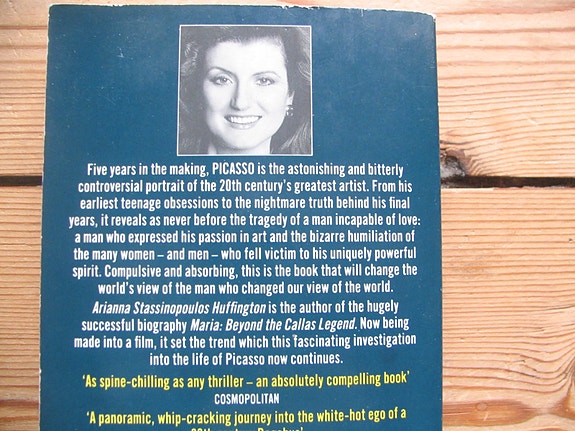 Five years in the making, PICASSO is the astonishing and bitterly
controversial portrait of the 20th century's greatest artist. From his
earliest teenage obsessions to the nightmare truth behind his final
years, it reveals as never before the tragedy of a man incapable of love:
a man who expressed his passion in art and the bizarre humiliation of
the many women – and men – who fell victim to his uniquely powerful
spirit. Compulsive and absorbing, this is the book that will change the
world's view of the man who changed our view of the world.
Arianna Stassinopoulos Huffington is the author of the hugely
successful biography Maria: Beyond the Callas Legend. Now being
made into a film, it set the trend which this fascinating investigation
into the life of Picasso now continues.
'As spine-chilling as any thriller – an absolutely compelling book'
COSMOPOLITAN
'A panoramic, whip-cracking journey into the white-hot ego of a